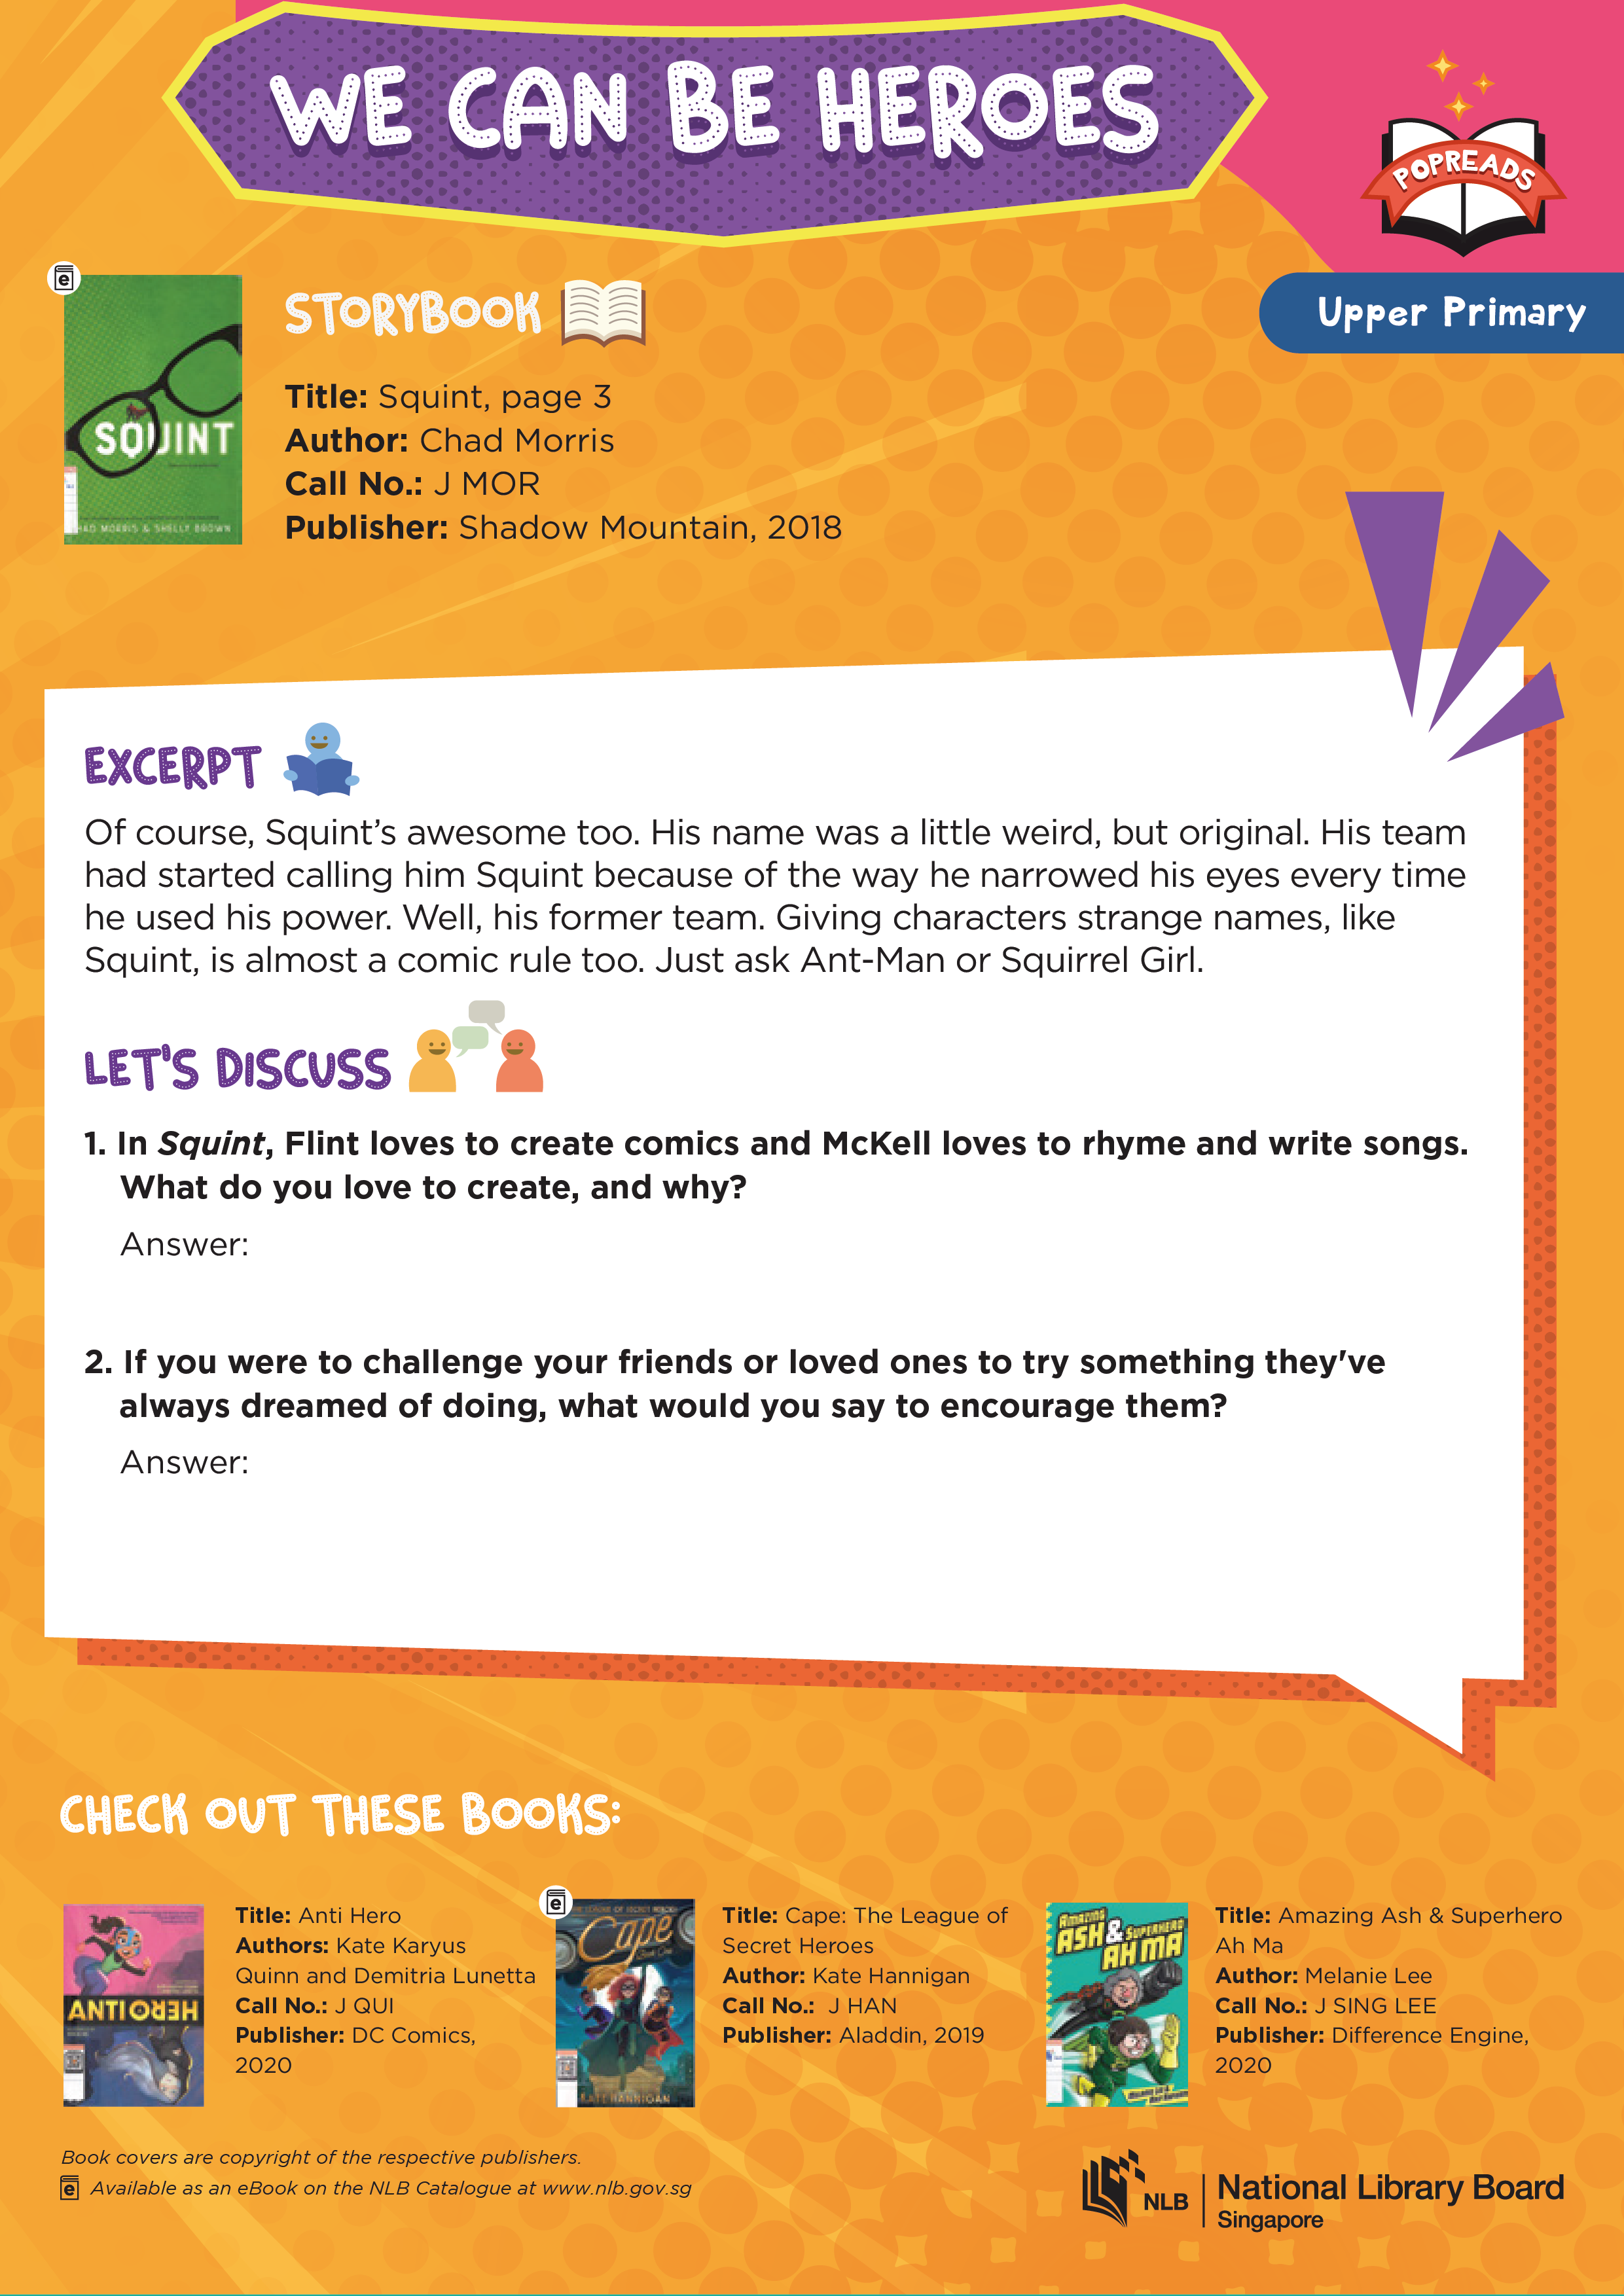 WE CAN BE HEROES
POPREADS
Upper Primary
STORYBOOK
SQUINT
CHAD MORRIS & SHELLY BROWN
Title: Squint, page 3
Author: Chad Morris
Call No.: J MOR
Publisher: Shadow Mountain, 2018
EXCERPT
Of course, Squint’s awesome too. His name was a little weird, but original. His team
had started calling him Squint because of the way he narrowed his eyes every time
he used his power. Well, his former team. Giving characters strange names, like
Squint, is almost a comic rule too. Just ask Ant-Man or Squirrel Girl.
LET'S DISCUSS
1. In Squint, Flint loves to create comics and McKell loves to rhyme and write songs.
What do you love to create, and why?
Answer:
2. If you were to challenge your friends or loved ones to try something they've
always dreamed of doing, what would you say to encourage them?
Answer:
CHECK OUT THESE BOOKS:
ANTIHERO
Title: Anti Hero
Authors: Kate Karyus
Quinn and Demitria Lunetta
Call No.: J QUI
Publisher: DC Comics,
2020
e
THE LEAGUE OF SECRET HEROES
Cape
KATE HANNIGAN
Title: Cape: The League of
Secret Heroes
Author: Kate Hannigan
Call No.: J HAN
Publisher: Aladdin, 2019
AMAZING
ASH & SUPERHERO
AH MA
Title: Amazing Ash & Superhero
Ah Ma
Author: Melanie Lee
Call No.: J SING LEE
Publisher: Difference Engine,
2020
Book covers are copyright of the respective publishers.
e Available as an eBook on the NLB Catalogue at www.nlb.gov.sg
NLB
National Library Board
Singapore